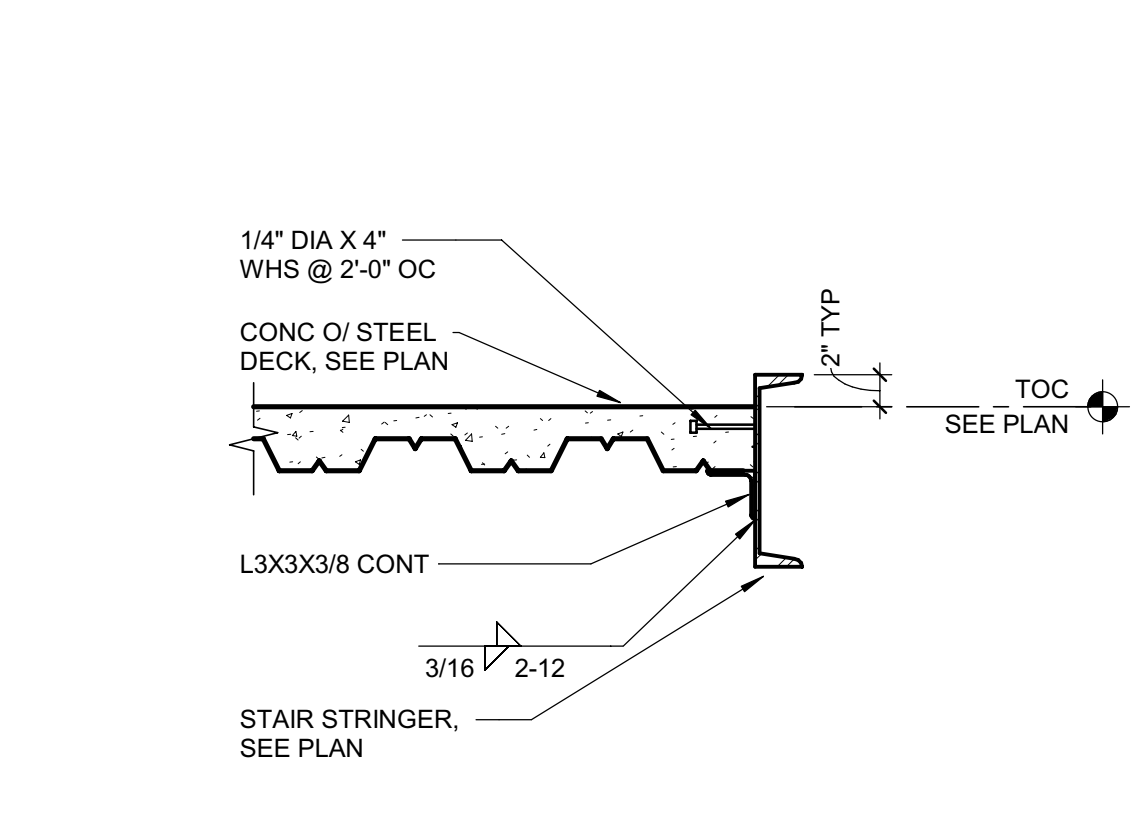 1/4" DIA X 4"
WHS @ 2'-0" OC
CONC O/ STEEL
DECK, SEE PLAN
2" TYP
TOC
SEE PLAN
L3X3X3/8 CONT
3/16 2-12
STAIR STRINGER,
SEE PLAN